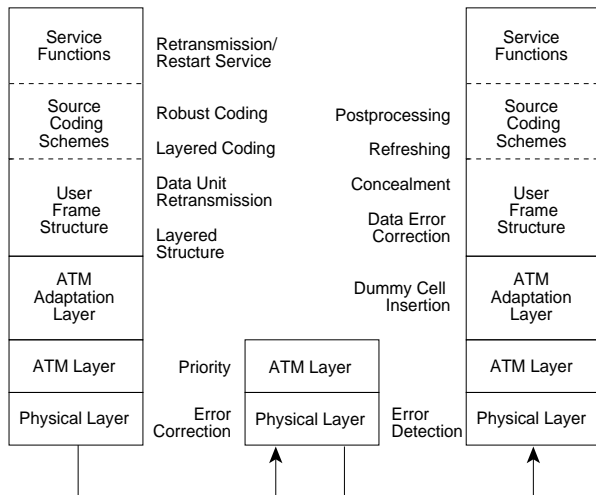 Service
Functions
Source
Coding
Schemes
User
Frame
Structure
ATM
Adaptation
Layer
ATM Layer
Physical Layer
Retransmission/
Restart Service
Robust Coding
Layered Coding
Data Unit
Retransmission
Layered
Structure
Priority
Error
Correction
ATM Layer
Physical Layer
Postprocessing
Refreshing
Concealment
Data Error
Correction
Dummy Cell
Insertion
Error
Detection
Service
Functions
Source
Coding
Schemes
User
Frame
Structure
ATM
Adaptation
Layer
ATM Layer
Physical Layer